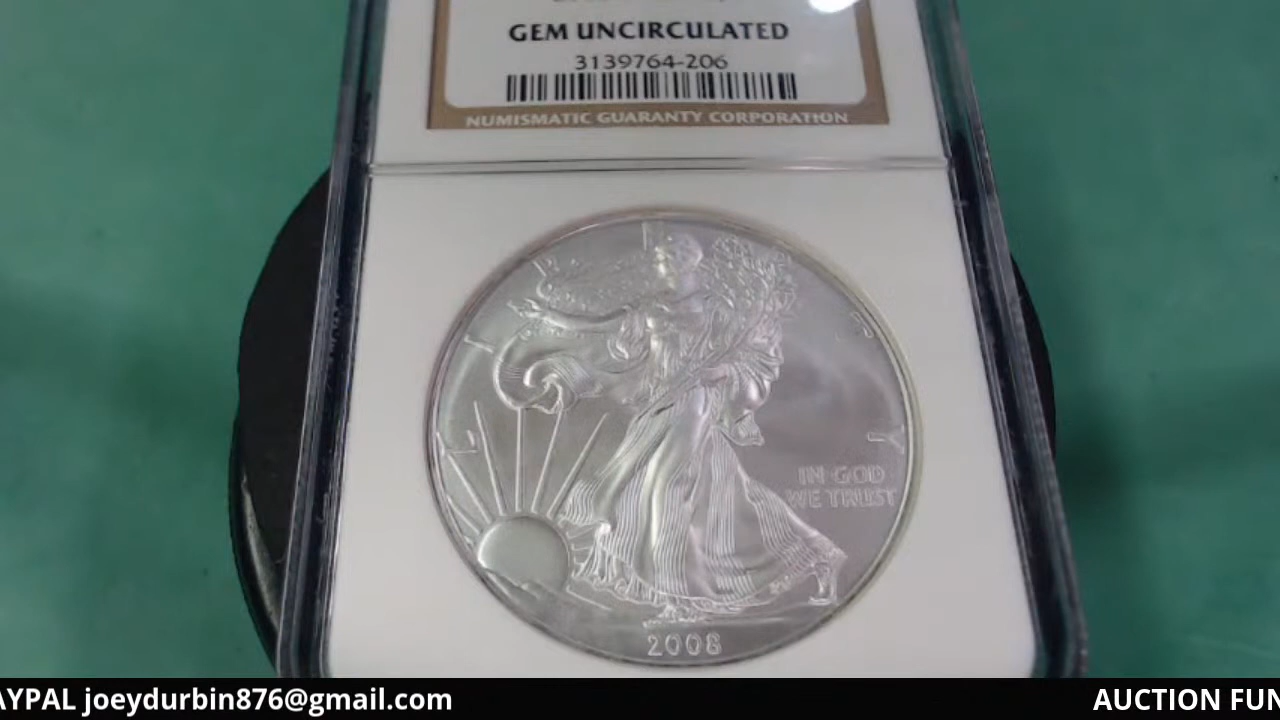 GEM UNCIRCULATED
3139764-206
NUMISMATIC GUARANTY CORPORATION
LIBERTY
IN GOD
WE TRUST
2008
AYPAL joeydurbin876@gmail.com
AUCTION FUN